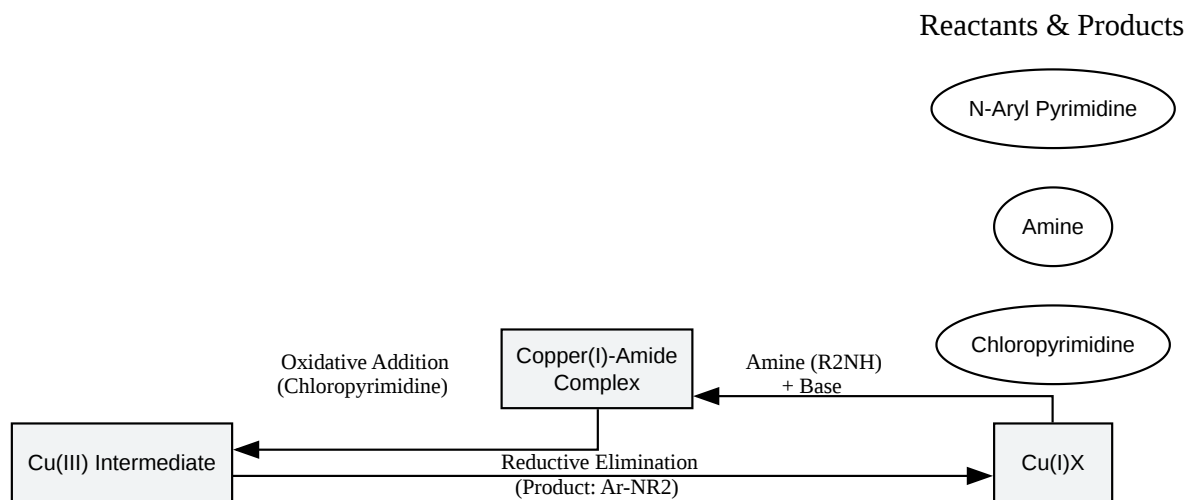 Reactants & Products
N-Aryl Pyrimidine
Amine
Chloropyrimidine
Copper(I)-Amide
Complex
Oxidative Addition
(Chloropyrimidine)
Amine (R2NH)
+ Base
Cu(III) Intermediate
Reductive Elimination
(Product: Ar-NR2)
Cu(I)X